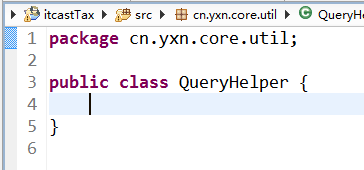 itcastTax src cn.yxn.core.util QueryH
1 package cn.yxn.core.util;
2
3 public class QueryHelper {
4
5 }
6